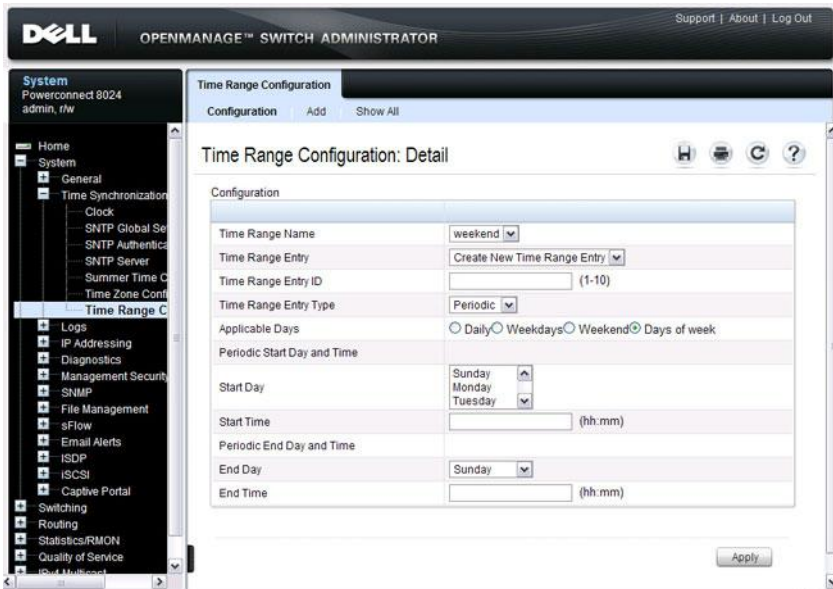 Support | About | Log Out
DELL
OPENMANAGE™ SWITCH ADMINISTRATOR
System
Powerconnect 8024
admin, r/w
Home
System
General
Time Synchronization
Clock
SNTP Global Se
SNTP Authentica
SNTP Server
Summer Time C
Time Zone Confi
Time Range C
Logs
IP Addressing
Diagnostics
Management Security
SNMP
File Management
sFlow
Email Alerts
ISDP
iSCSI
Captive Portal
Switching
Routing
Statistics/RMON
Quality of Service
IPv4 Multicast
Time Range Configuration
Configuration Add Show All
Time Range Configuration: Detail
Configuration
Time Range Name weekend
Time Range Entry Create New Time Range Entry
Time Range Entry ID (1-10)
Time Range Entry Type Periodic
Applicable Days Daily Weekdays Weekend Days of week
Periodic Start Day and Time
Start Day Sunday
Monday
Tuesday
Start Time (hh:mm)
Periodic End Day and Time
End Day Sunday
End Time (hh:mm)
Apply